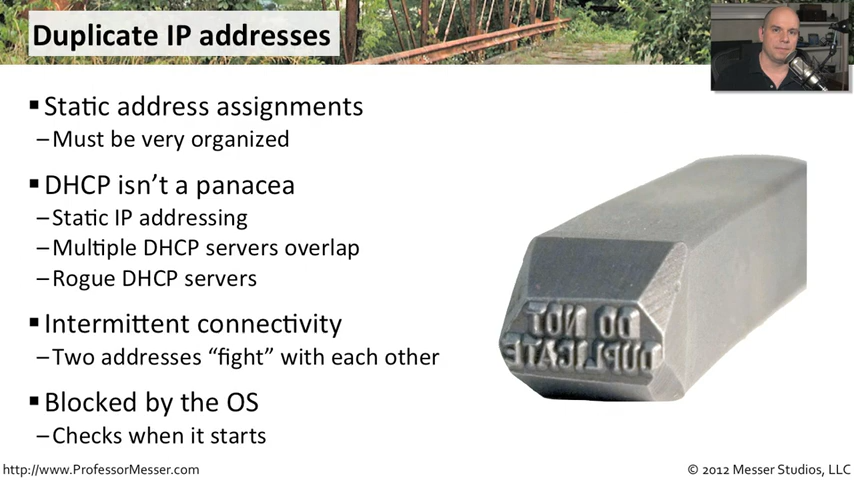 Duplicate IP addresses
▪Static address assignments
–Must be very organized
▪DHCP isn't a panacea
–Static IP addressing
–Multiple DHCP servers overlap
–Rogue DHCP servers
▪Intermittent connectivity
–Two addresses “fight” with each other
▪Blocked by the OS
–Checks when it starts
DO NOT
DUPLICATE
http://www.ProfessorMesser.com
© 2012 Messer Studios, LLC